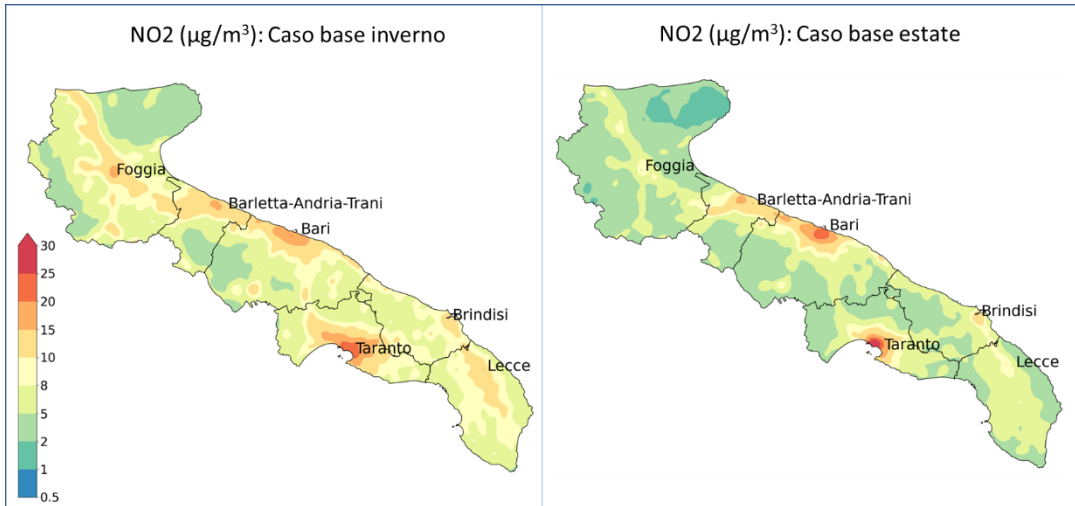 NO2 (µg/m³): Caso base inverno
Foggia
Barletta-Andria-Trani
Bari
Brindisi
Taranto
Lecce
30
25
20
15
10
8
5
2
1
0.5
NO2 (µg/m³): Caso base estate
Foggia
Barletta-Andria-Trani
Bari
Brindisi
Taranto
Lecce